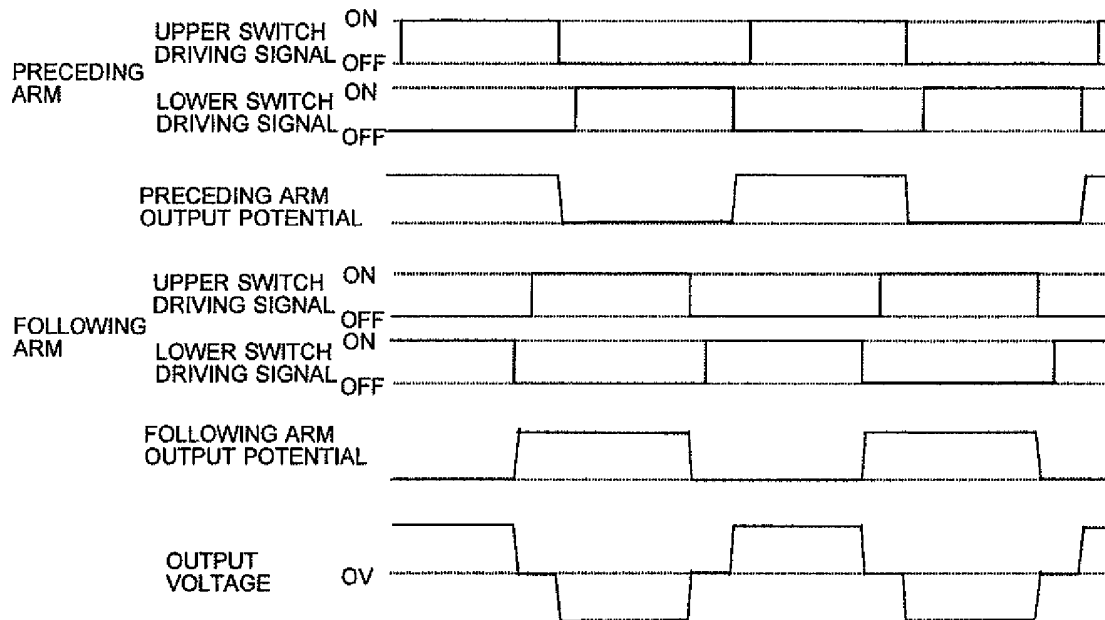 PRECEDING
ARM
UPPER SWITCH
DRIVING SIGNAL
ON
OFF
LOWER SWITCH
DRIVING SIGNAL
ON
OFF
PRECEDING ARM
OUTPUT POTENTIAL
FOLLOWING
ARM
UPPER SWITCH
DRIVING SIGNAL
ON
OFF
LOWER SWITCH
DRIVING SIGNAL
ON
OFF
FOLLOWING ARM
OUTPUT POTENTIAL
OUTPUT
VOLTAGE
OV